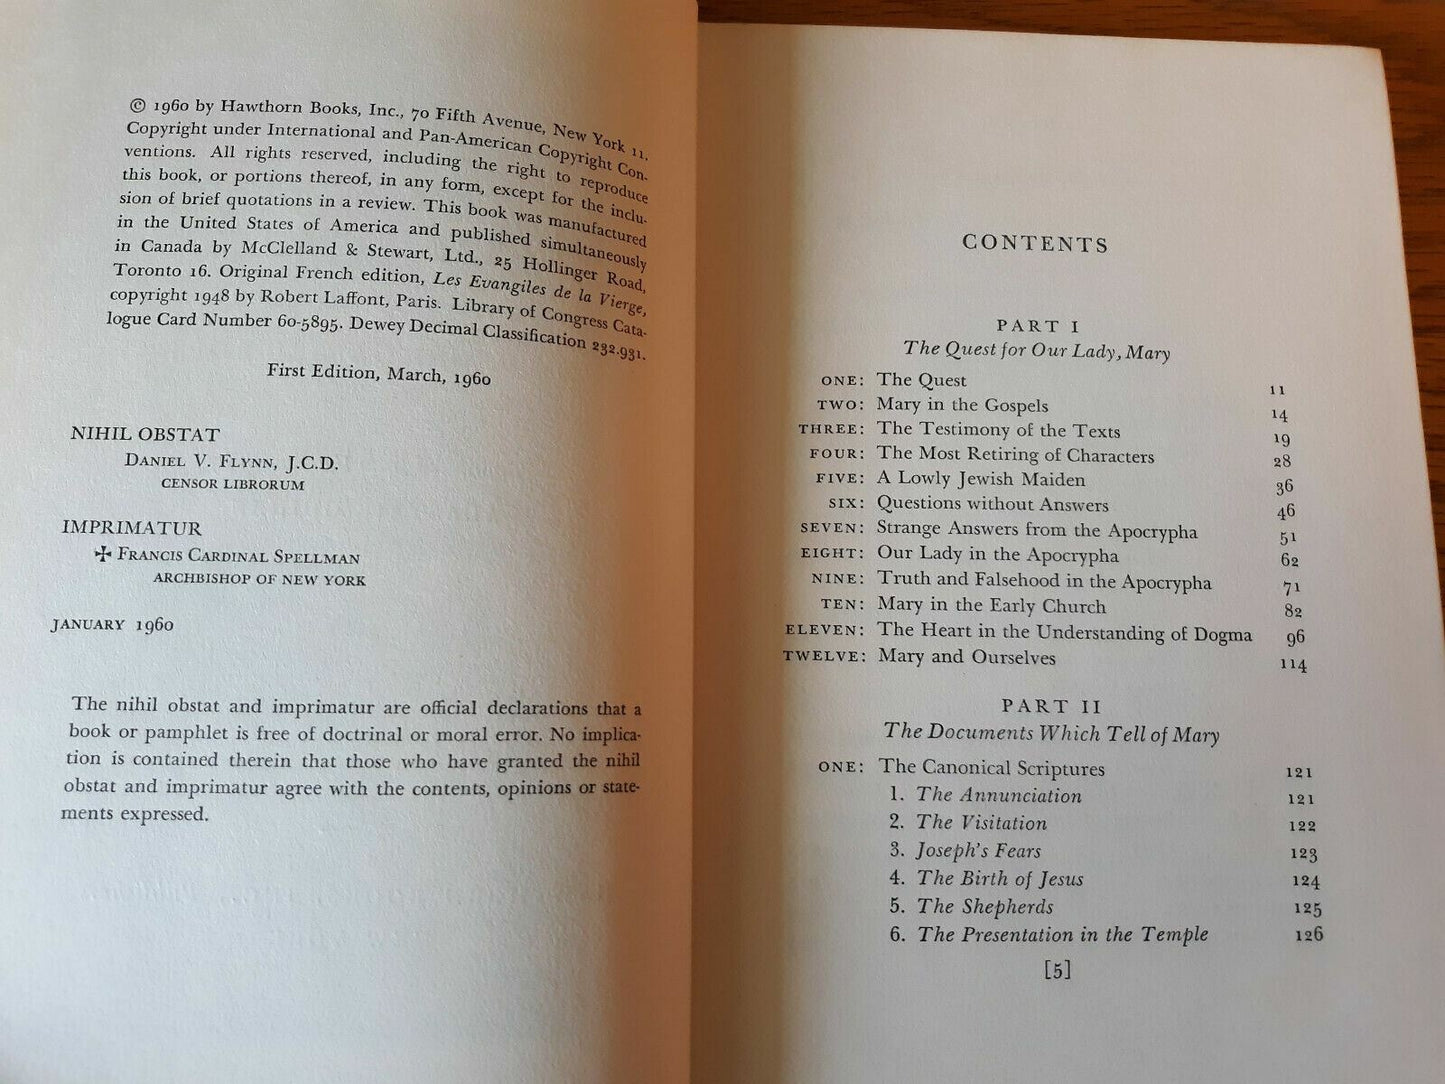 © 1960 by Hawthorn Books, Inc., 70 Fifth Avenue, New York 11.
Copyright under International and Pan-American Copyright Con-
ventions. All rights reserved, including the right to reproduce
this book, or portions thereof, in any form, except for the inclu-
sion of brief quotations in a review. This book was manufactured
in the United States of America and published simultaneously
in Canada by McClelland & Stewart, Ltd., 25 Hollinger Road,
Toronto 16. Original French edition, Les Evangiles de la Vierge,
copyright 1948 by Robert Laffont, Paris. Library of Congress Cata-
logue Card Number 60-5895. Dewey Decimal Classification 232.931.
First Edition, March, 1960
NIHIL OBSTAT
DANIEL V. FLYNN, J.C.D.
CENSOR LIBRORUM
IMPRIMATUR
✠ FRANCIS CARDINAL SPELLMAN
ARCHBISHOP OF NEW YORK
JANUARY 1960
The nihil obstat and imprimatur are official declarations that a
book or pamphlet is free of doctrinal or moral error. No implica-
tion is contained therein that those who have granted the nihil
obstat and imprimatur agree with the contents, opinions or state-
ments expressed.
CONTENTS
PART I
The Quest for Our Lady, Mary
ONE: The Quest 11
TWO: Mary in the Gospels 14
THREE: The Testimony of the Texts 19
FOUR: The Most Retiring of Characters 28
FIVE: A Lowly Jewish Maiden 36
SIX: Questions without Answers 46
SEVEN: Strange Answers from the Apocrypha 51
EIGHT: Our Lady in the Apocrypha 62
NINE: Truth and Falsehood in the Apocrypha 71
TEN: Mary in the Early Church 82
ELEVEN: The Heart in the Understanding of Dogma 96
TWELVE: Mary and Ourselves 114
PART II
The Documents Which Tell of Mary
ONE: The Canonical Scriptures 121
1. The Annunciation 121
2. The Visitation 122
3. Joseph's Fears 123
4. The Birth of Jesus 124
5. The Shepherds 125
6. The Presentation in the Temple 126
[5]